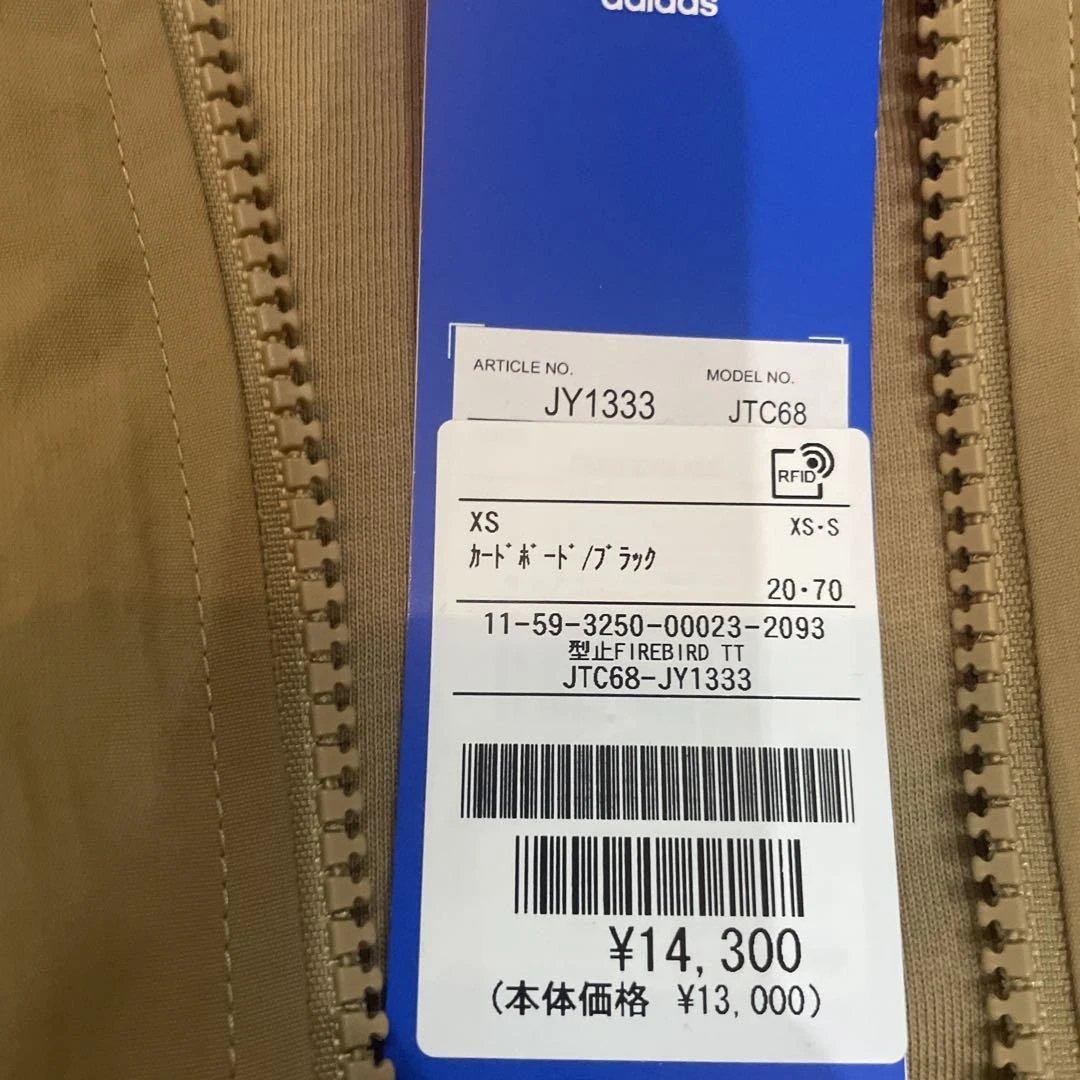 adidas
ARTICLE NO. MODEL NO.
JY1333 JTC68
RFID
XS XS・S
ｶｰﾄﾞﾎﾞｰﾄﾞ/ﾌﾞﾗｯｸ
20・70
11-59-3250-00023-2093
型止FIREBIRD TT
JTC68-JY1333
¥14,300
(本体価格 ¥13,000)